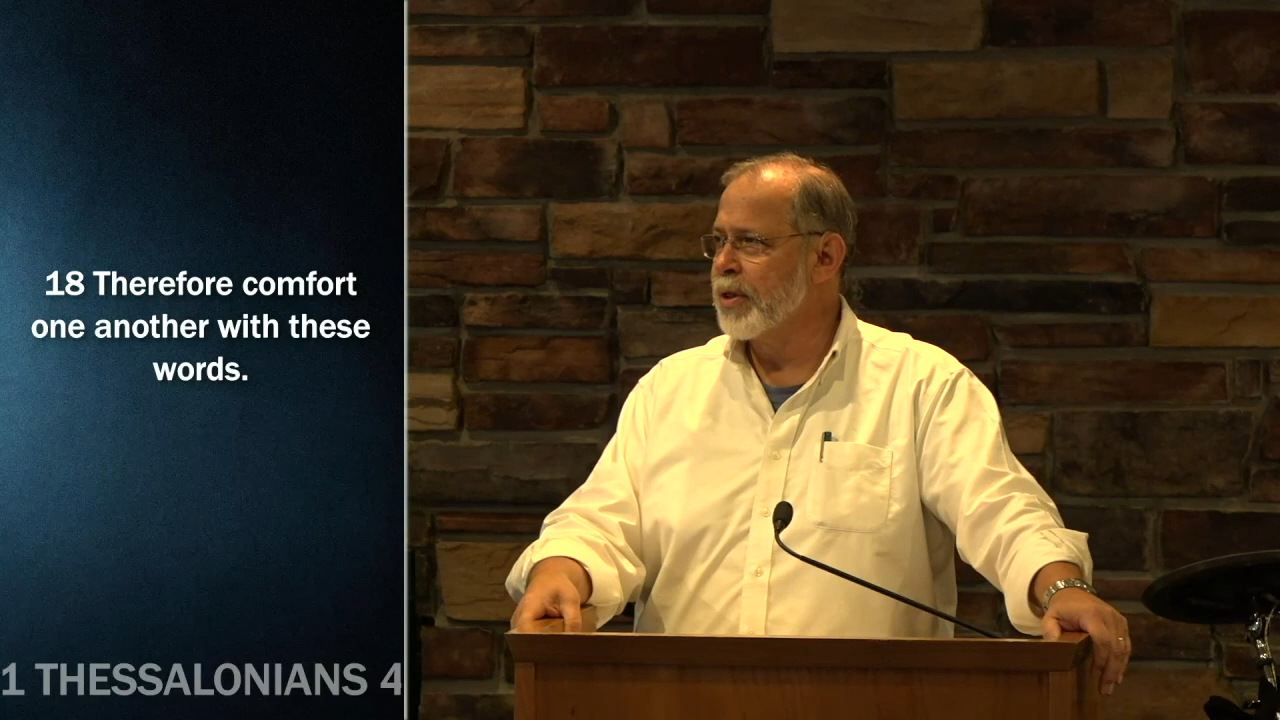 18 Therefore comfort
one another with these
words.
1 THESSALONIANS 4